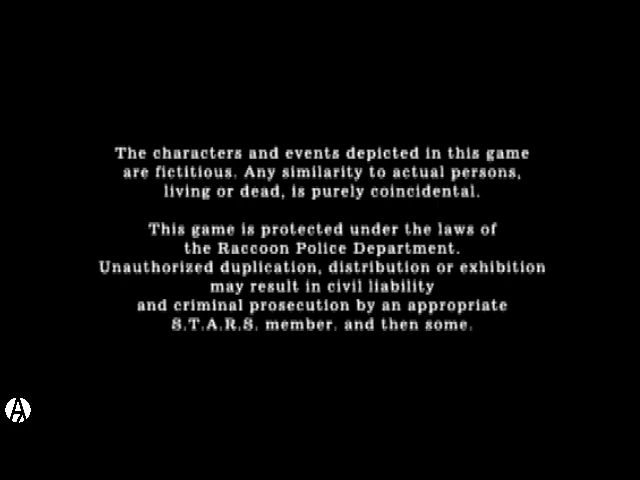 The characters and events depicted in this game
are fictitious. Any similarity to actual persons,
living or dead, is purely coincidental.
This game is protected under the laws of
the Raccoon Police Department.
Unauthorized duplication, distribution or exhibition
may result in civil liability
and criminal prosecution by an appropriate
S.T.A.R.S. member, and then some.